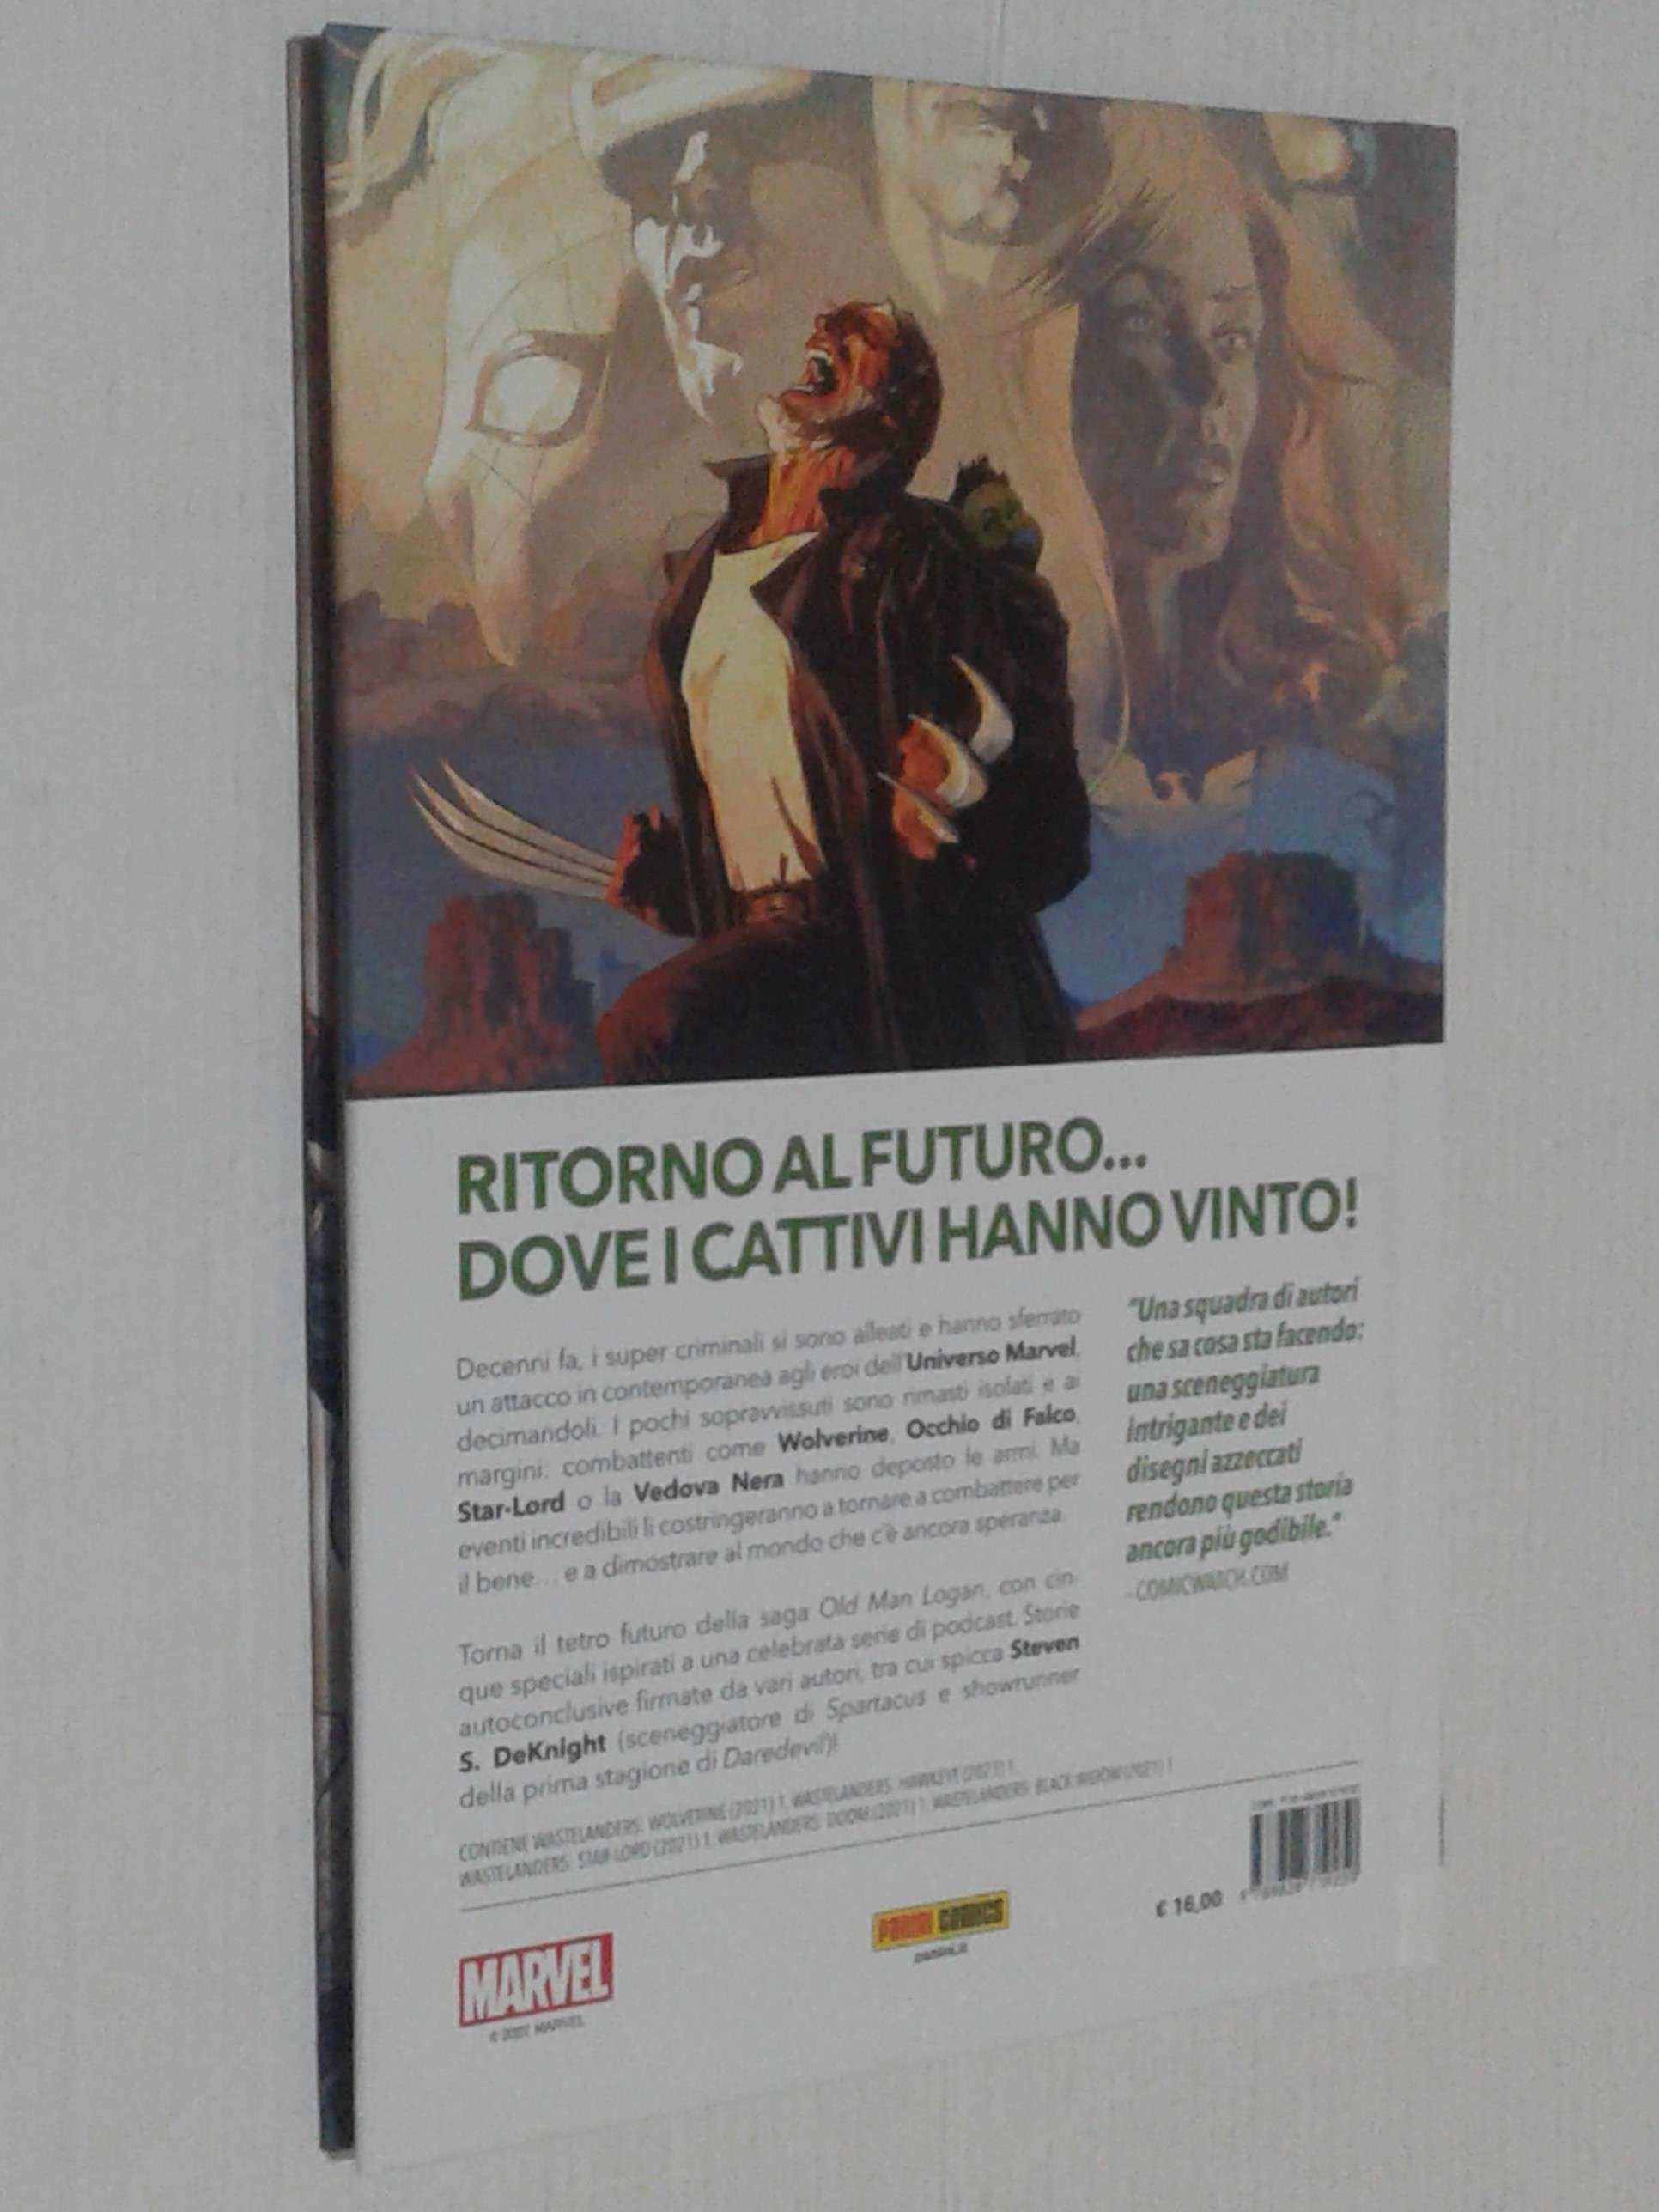 RITORNO AL FUTURO...
DOVE I CATTIVI HANNO VINTO!
Decenni fa, i super criminali si sono alleati e hanno sferrato
un attacco in contemporanea agli eroi dell'Universo Marvel,
decimandoli. I pochi sopravvissuti sono rimasti isolati e ai
margini: combattenti come Wolverine, Occhio di Falco,
Star-Lord o la Vedova Nera hanno deposto le armi. Ma
eventi incredibili li costringeranno a tornare a combattere per
il bene... e a dimostrare al mondo che c'è ancora speranza.
Torna il tetro futuro della saga Old Man Logan, con cin-
que speciali ispirati a una celebrata serie di podcast. Storie
autoconclusive firmate da vari autori, tra cui spicca Steven
S. DeKnight (sceneggiatore di Spartacus e showrunner
della prima stagione di Daredevil)!
"Una squadra di autori
che sa cosa sta facendo:
una sceneggiatura
intrigante e dei
disegni azzeccati
rendono questa storia
ancora più godibile."
- COMICWATCH.COM
CONTIENE WASTELANDERS: WOLVERINE (2021) 1, WASTELANDERS: HAWKEYE (2021) 1,
WASTELANDERS: STAR-LORD (2021) 1, WASTELANDERS: DOOM (2021) 1, WASTELANDERS: BLACK WIDOW (2021) 1
MARVEL
© 2022 MARVEL
PANINI COMICS
panini.it
€ 16,00